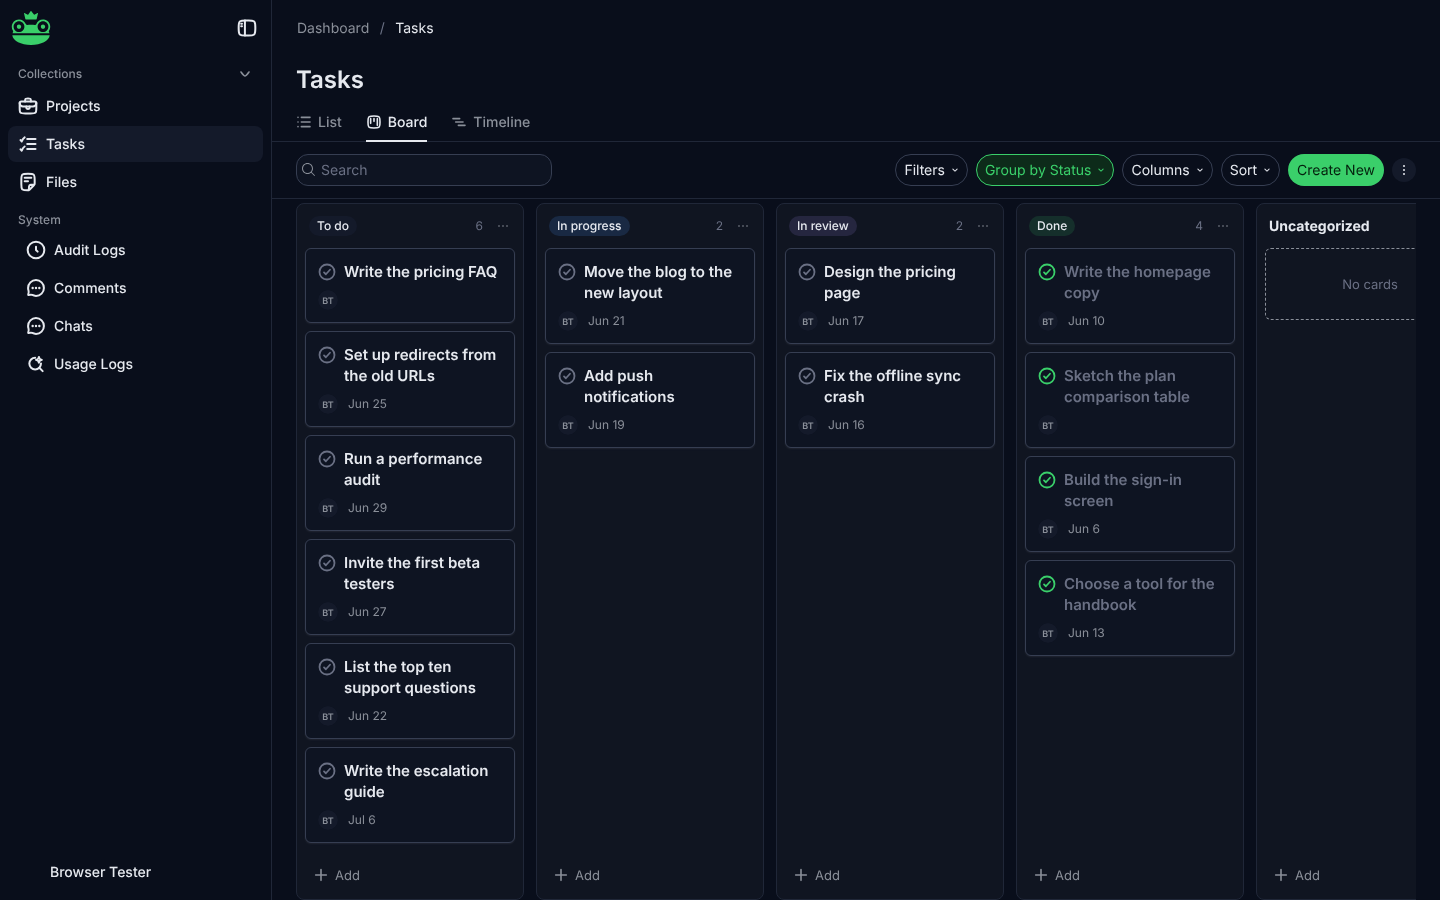 Dashboard / Tasks
Collections
Projects
Tasks
Files
System
Audit Logs
Comments
Chats
Usage Logs
Browser Tester
Tasks
List
Board
Timeline
Search
Filters
Group by Status
Columns
Sort
Create New
To do
6
Write the pricing FAQ
BT
Set up redirects from
the old URLs
BT Jun 25
Run a performance
audit
BT Jun 29
Invite the first beta
testers
BT Jun 27
List the top ten
support questions
BT Jun 22
Write the escalation
guide
BT Jul 6
Add
In progress
2
Move the blog to the
new layout
BT Jun 21
Add push
notifications
BT Jun 19
Add
In review
2
Design the pricing
page
BT Jun 17
Fix the offline sync
crash
BT Jun 16
Add
Done
4
Write the homepage
copy
BT Jun 10
Sketch the plan
comparison table
BT
Build the sign-in
screen
BT Jun 6
Choose a tool for the
handbook
BT Jun 13
Add
Uncategorized
No cards
Add